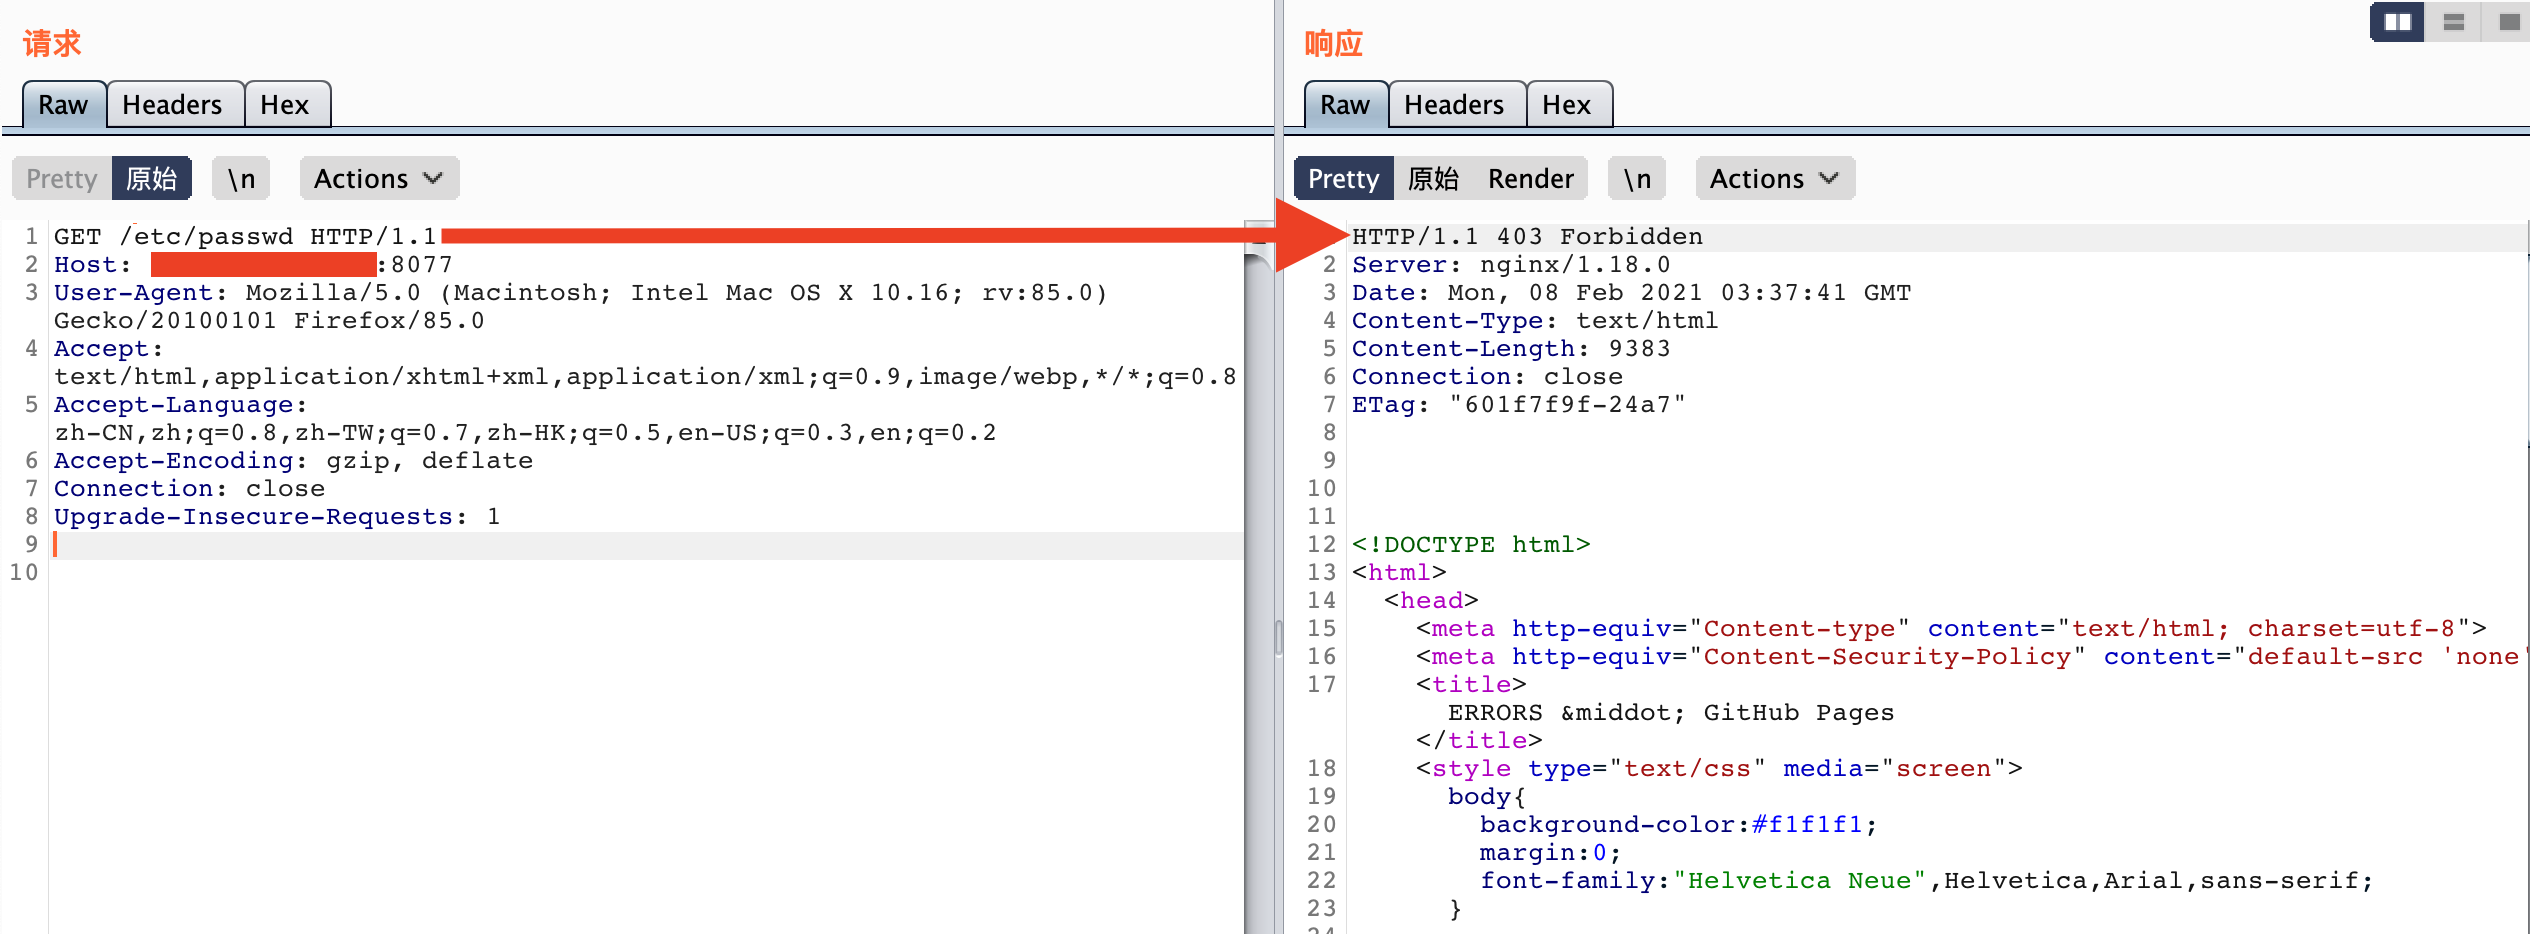 请求
Raw Headers Hex
Pretty 原始 \n Actions
1 GET /etc/passwd HTTP/1.1
2 Host: :8077
3 User-Agent: Mozilla/5.0 (Macintosh; Intel Mac OS X 10.16; rv:85.0)
Gecko/20100101 Firefox/85.0
4 Accept:
text/html,application/xhtml+xml,application/xml;q=0.9,image/webp,*/*;q=0.8
5 Accept-Language:
zh-CN,zh;q=0.8,zh-TW;q=0.7,zh-HK;q=0.5,en-US;q=0.3,en;q=0.2
6 Accept-Encoding: gzip, deflate
7 Connection: close
8 Upgrade-Insecure-Requests: 1
9
10
响应
Raw Headers Hex
Pretty 原始 Render \n Actions
HTTP/1.1 403 Forbidden
2 Server: nginx/1.18.0
3 Date: Mon, 08 Feb 2021 03:37:41 GMT
4 Content-Type: text/html
5 Content-Length: 9383
6 Connection: close
7 ETag: "601f7f9f-24a7"
8
9
10
11
12 <!DOCTYPE html>
13 <html>
14 <head>
15 <meta http-equiv="Content-type" content="text/html; charset=utf-8">
16 <meta http-equiv="Content-Security-Policy" content="default-src 'none'
17 <title>
ERRORS &middot; GitHub Pages
</title>
18 <style type="text/css" media="screen">
19 body{
20 background-color:#f1f1f1;
21 margin:0;
22 font-family:"Helvetica Neue",Helvetica,Arial,sans-serif;
23 }